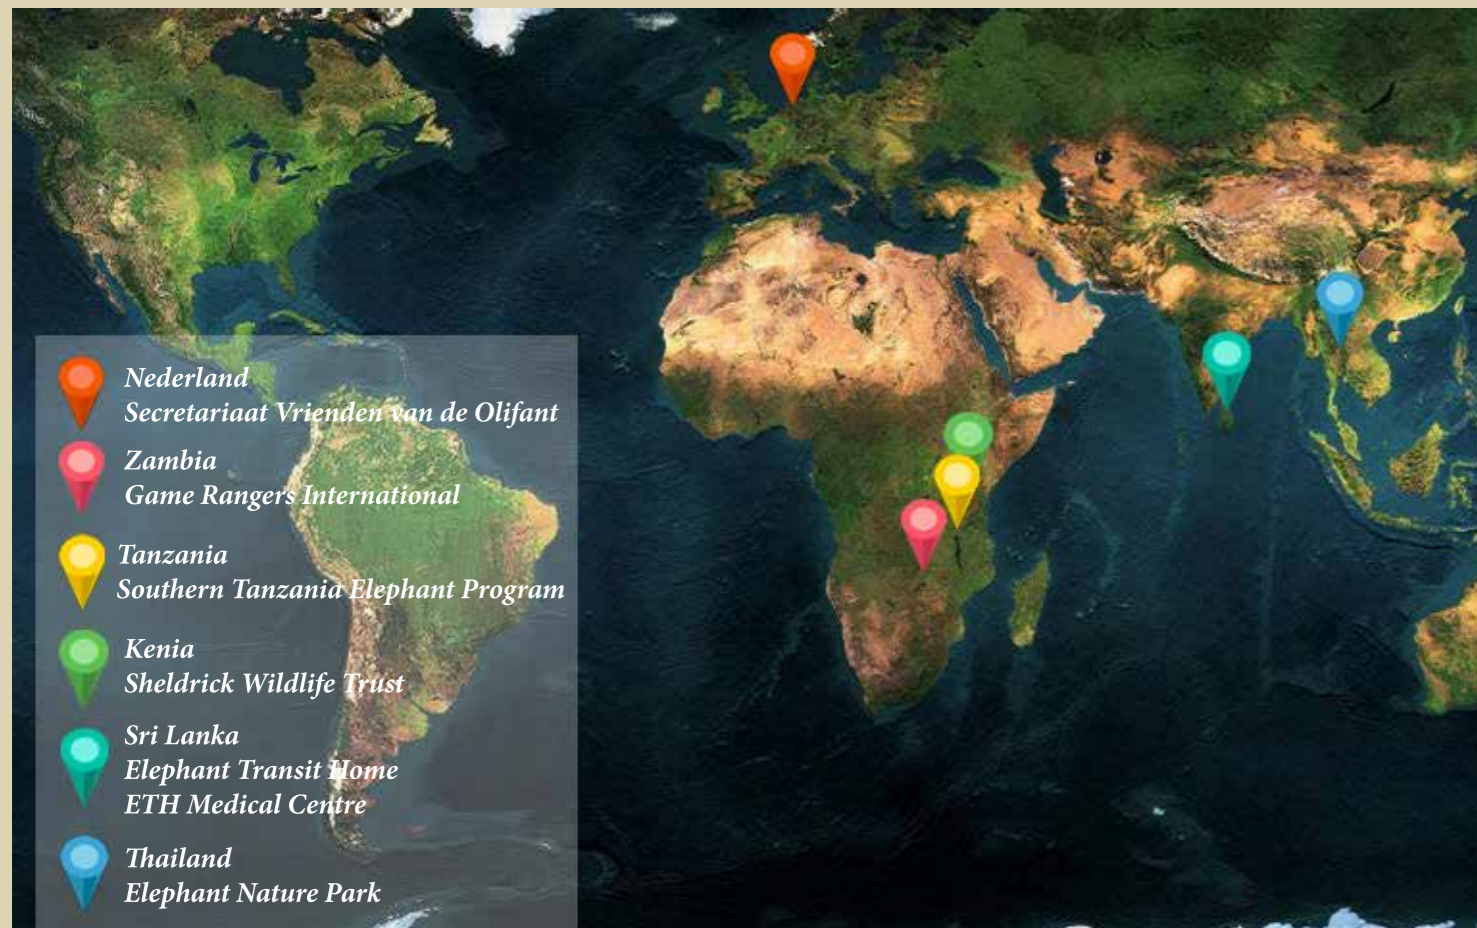 Nederland
Secretariaat Vrienden van de Olifant
Zambia
Game Rangers International
Tanzania
Southern Tanzania Elephant Program
Kenia
Sheldrick Wildlife Trust
Sri Lanka
Elephant Transit Home
ETH Medical Centre
Thailand
Elephant Nature Park